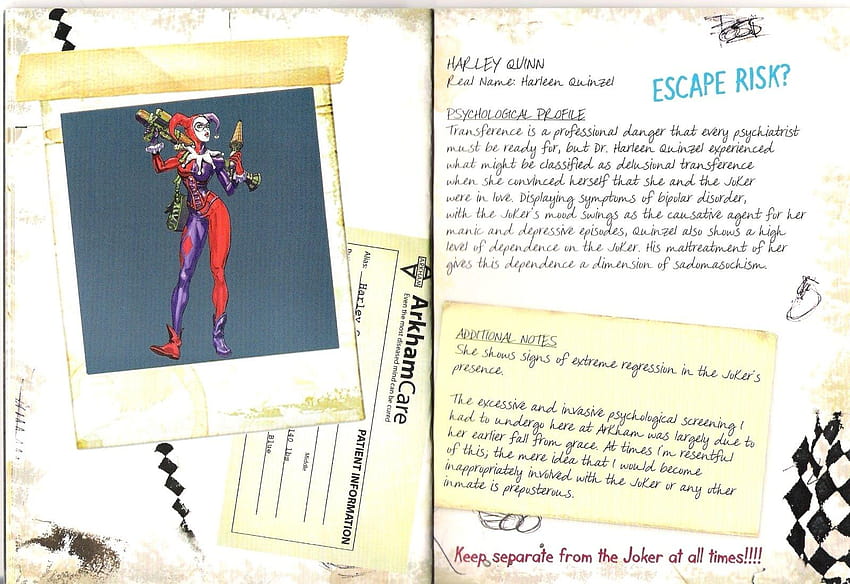 Alias: Harley
ArkhamCare
Even the most diseased mind can be cured
PATIENT INFORMATION
Middle
140 lbs
Blue
HARLEY QUINN
Real Name: Harleen Quinzel
ESCAPE RISK?
PSYCHOLOGICAL PROFILE
Transference is a professional danger that every psychiatrist
must be ready for, but Dr. Harleen Quinzel experienced
what might be classified as delusional transference
when she convinced herself that she and the Joker
were in love. Displaying symptoms of bipolar disorder,
with the Joker's mood swings as the causative agent for her
manic and depressive episodes, Quinzel also shows a high
level of dependence on the Joker. His maltreatment of her
gives this dependence a dimension of sadomasochism.
ADDITIONAL NOTES
She shows signs of extreme regression in the Joker's
presence.
The excessive and invasive psychological screening I
had to undergo here at Arkham was largely due to
her earlier fall from grace. At times I'm resentful
of this; the mere idea that I would become
inappropriately involved with the Joker or any other
inmate is preposterous.
Keep separate from the Joker at all times!!!!